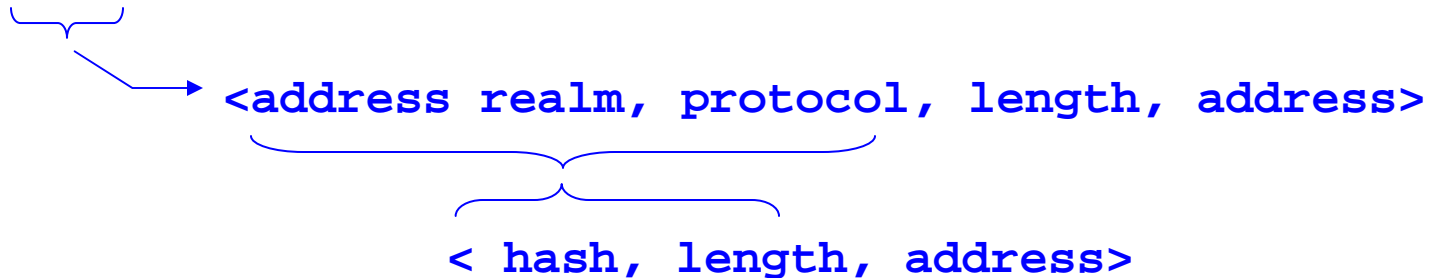 <address realm, protocol, length, address>
< hash, length, address>